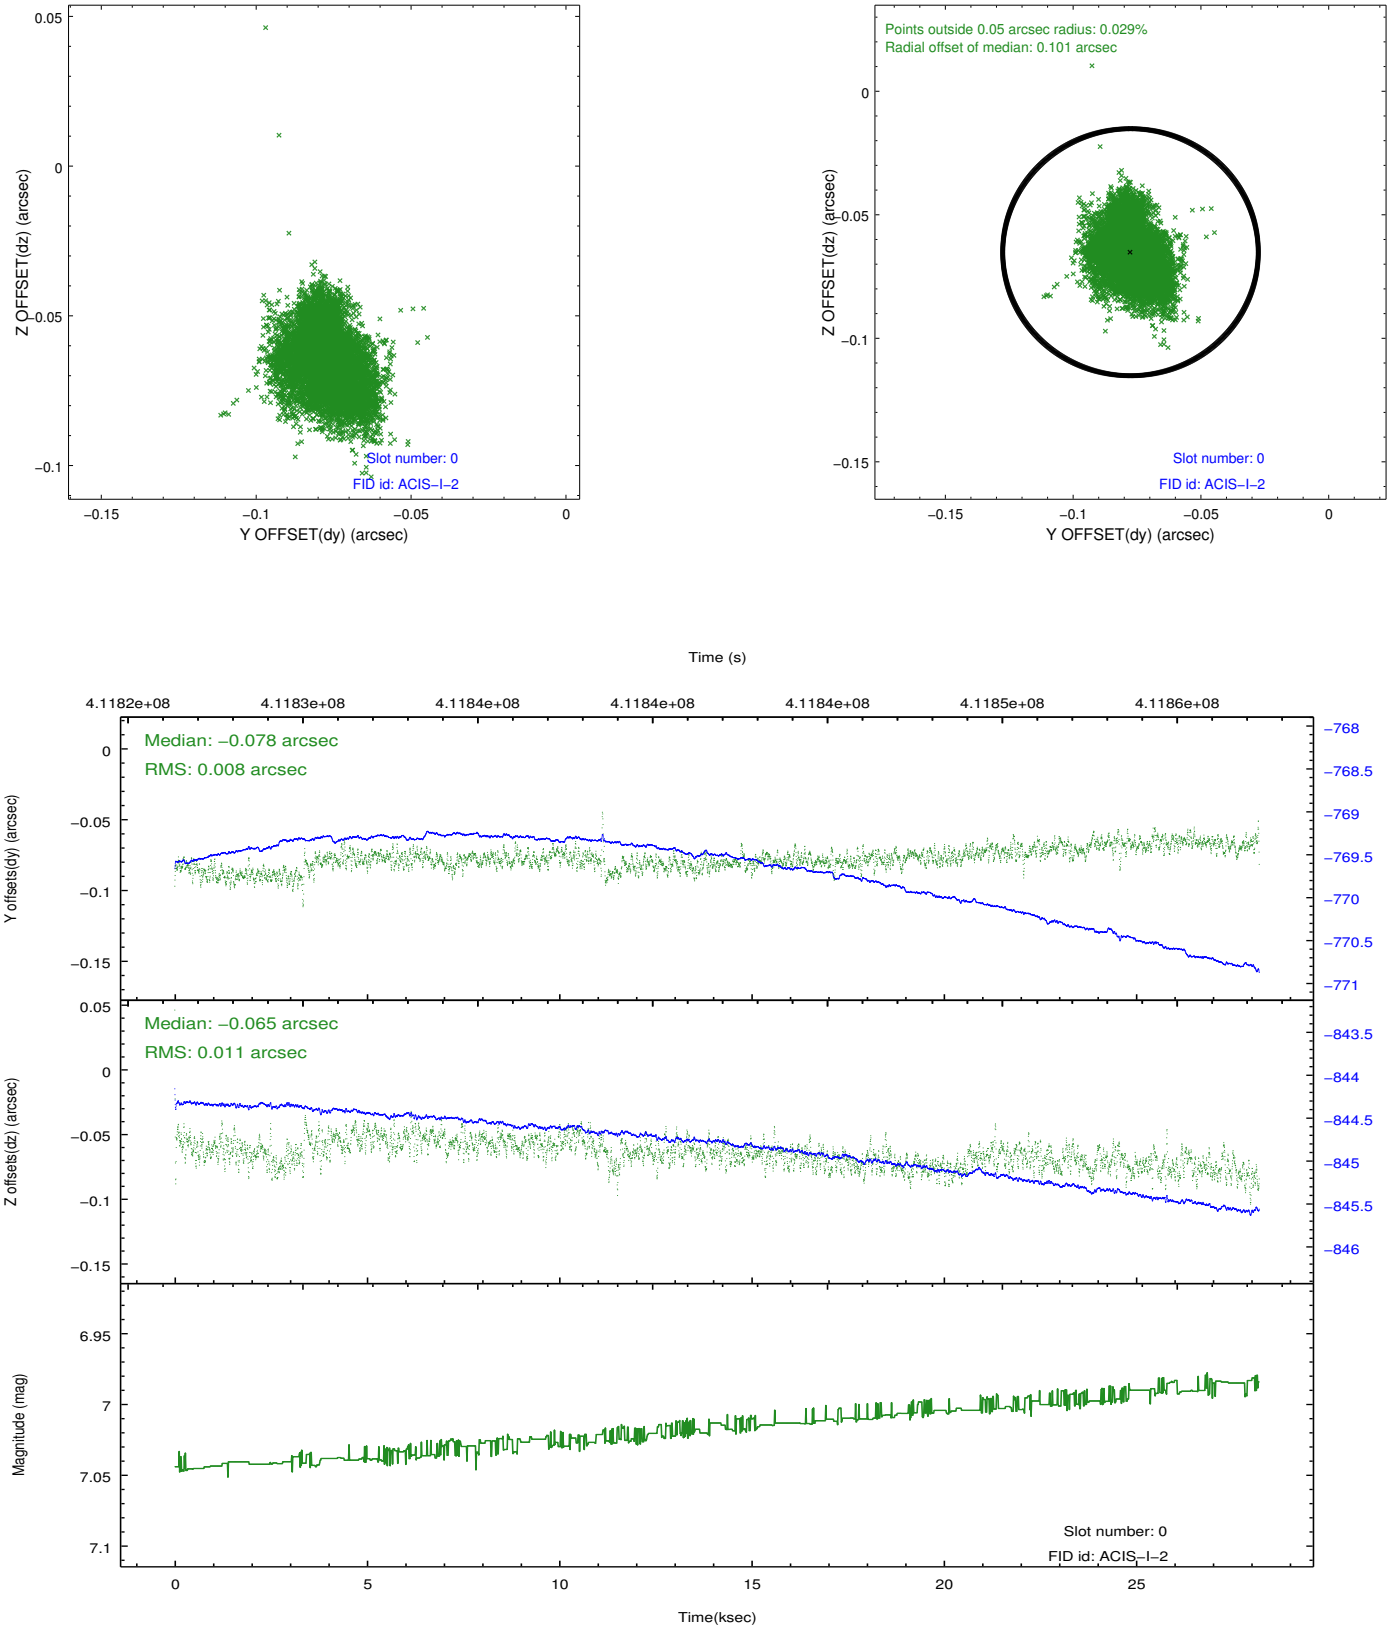 0.05
0
−0.05
−0.1
Z OFFSET(dz) (arcsec)
−0.15
−0.1
−0.05
0
Y OFFSET(dy) (arcsec)
Slot number: 0
FID id: ACIS−I−2
Points outside 0.05 arcsec radius: 0.029%
Radial offset of median: 0.101 arcsec
0
−0.05
−0.1
−0.15
Z OFFSET(dz) (arcsec)
Slot number: 0
FID id: ACIS−I−2
−0.15
−0.1
−0.05
0
Y OFFSET(dy) (arcsec)
Time (s)
4.1182e+08
4.1183e+08
4.1184e+08
4.1184e+08
4.1184e+08
4.1185e+08
4.1186e+08
Median: −0.078 arcsec
RMS: 0.008 arcsec
0
−0.05
−0.1
−0.15
Y offsets(dy) (arcsec)
−768
−768.5
−769
−769.5
−770
−770.5
−771
Median: −0.065 arcsec
RMS: 0.011 arcsec
0.05
0
−0.05
−0.1
−0.15
Z offsets(dz) (arcsec)
−843.5
−844
−844.5
−845
−845.5
−846
6.95
7
7.05
7.1
Magnitude (mag)
Slot number: 0
FID id: ACIS−I−2
0
5
10
15
20
25
Time(ksec)